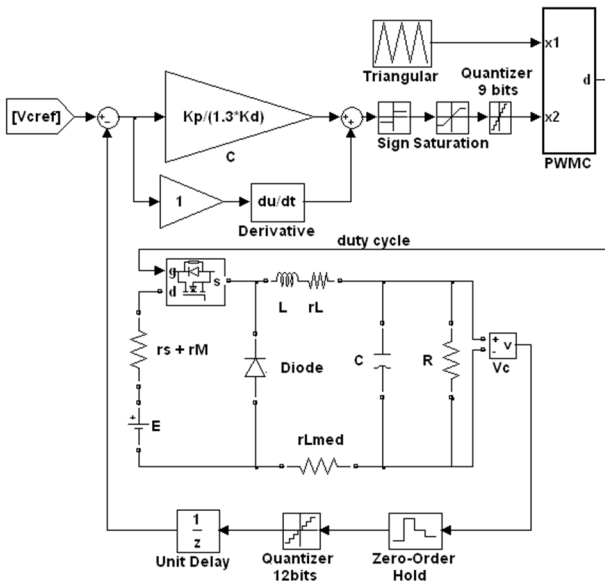 [Vcref]
+
-
Kp/(1.3*Kd)
C
1
du/dt
Derivative
+
+
Triangular
Sign Saturation
Quantizer
9 bits
x1
x2
d
PWMC
duty cycle
g
d
s
L
rL
rs + rM
+
E
Diode
C
R
+
-
v
Vc
rLmed
1
z
Unit Delay
Quantizer
12bits
Zero-Order
Hold